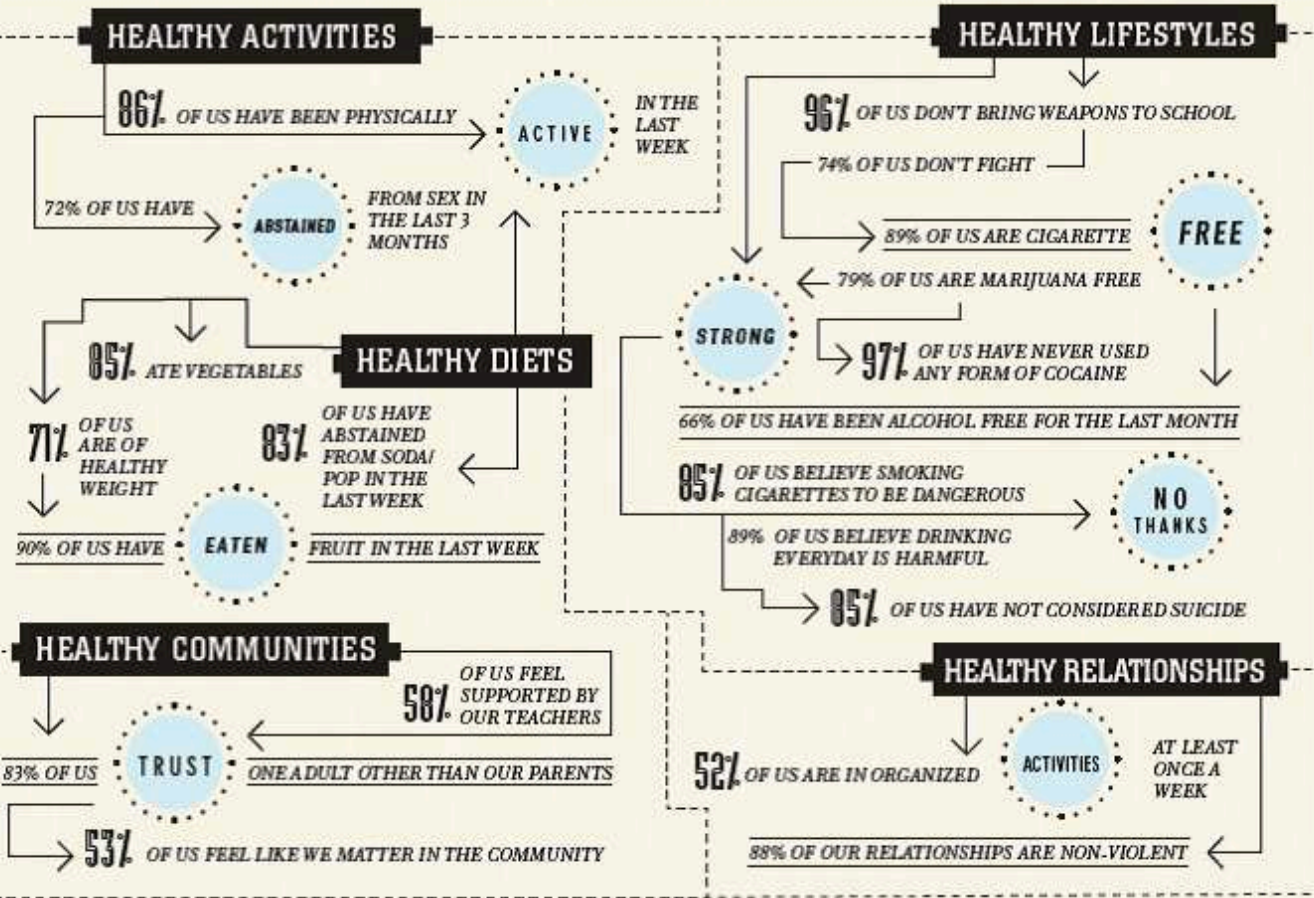 HEALTHY ACTIVITIES
86% OF US HAVE BEEN PHYSICALLY
ACTIVE
IN THE
LAST
WEEK
72% OF US HAVE
ABSTAINED
FROM SEX IN
THE LAST 3
MONTHS
HEALTHY DIETS
85% ATE VEGETABLES
71% OF US
ARE OF
HEALTHY
WEIGHT
83% OF US HAVE
ABSTAINED
FROM SODA/
POP IN THE
LAST WEEK
90% OF US HAVE
EATEN
FRUIT IN THE LAST WEEK
HEALTHY COMMUNITIES
58% OF US FEEL
SUPPORTED BY
OUR TEACHERS
83% OF US
TRUST
ONE ADULT OTHER THAN OUR PARENTS
53% OF US FEEL LIKE WE MATTER IN THE COMMUNITY
HEALTHY LIFESTYLES
96% OF US DON'T BRING WEAPONS TO SCHOOL
74% OF US DON'T FIGHT
89% OF US ARE CIGARETTE
FREE
79% OF US ARE MARIJUANA FREE
STRONG
97% OF US HAVE NEVER USED
ANY FORM OF COCAINE
66% OF US HAVE BEEN ALCOHOL FREE FOR THE LAST MONTH
85% OF US BELIEVE SMOKING
CIGARETTES TO BE DANGEROUS
NO
THANKS
89% OF US BELIEVE DRINKING
EVERYDAY IS HARMFUL
85% OF US HAVE NOT CONSIDERED SUICIDE
HEALTHY RELATIONSHIPS
52% OF US ARE IN ORGANIZED
ACTIVITIES
AT LEAST
ONCE A
WEEK
88% OF OUR RELATIONSHIPS ARE NON-VIOLENT